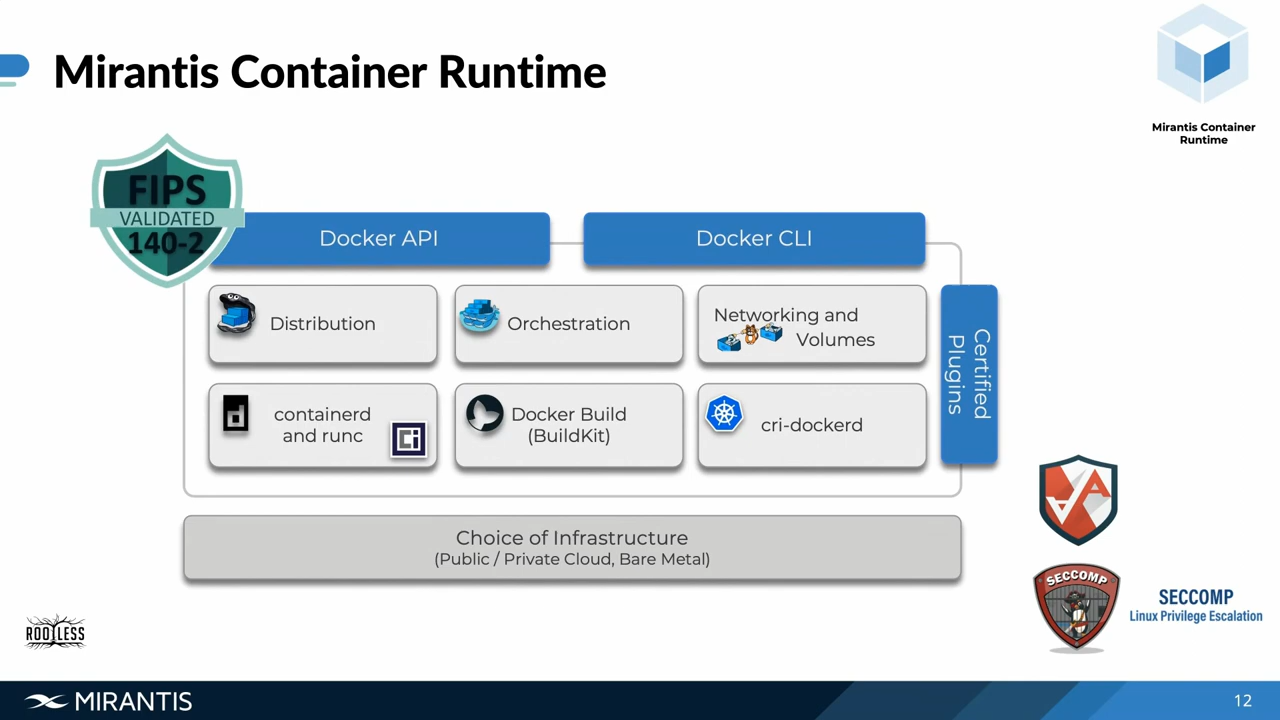 Mirantis Container Runtime
Mirantis Container
Runtime
FIPS
VALIDATED
140-2
Docker API
Docker CLI
Distribution
Orchestration
Networking and
Volumes
Certified
Plugins
containerd
and runc
d
Ci
Docker Build
(BuildKit)
cri-dockerd
Choice of Infrastructure
(Public / Private Cloud, Bare Metal)
A A
SECCOMP
SECCOMP
Linux Privilege Escalation
ROOTLESS
MIRANTIS
12